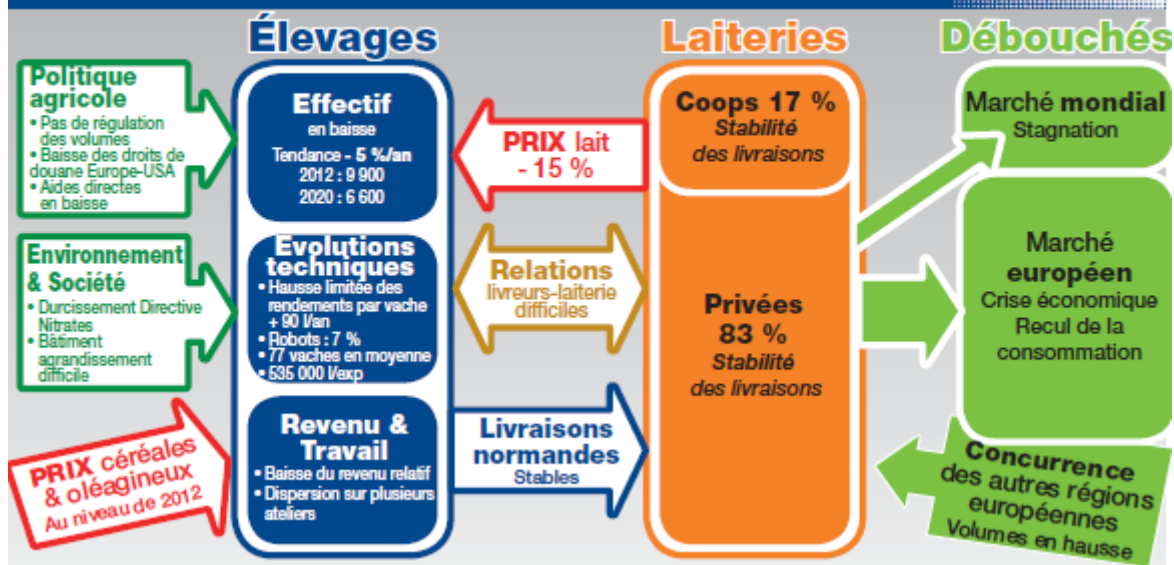 Élevages
Laiteries
Débouchés
Politique
agricole
• Pas de régulation
des volumes
• Baisse des droits de
douane Europe-USA
• Aides directes
en baisse
Environnement
& Société
• Durcissement Directive
Nitrates
• Bâtiment
agrandissement
difficile
PRIX céréales
& oléagineux
Au niveau de 2012
Effectif
en baisse
Tendance - 5 %/an
2012 : 9 900
2020 : 6 600
Evolutions
techniques
• Hausse limitée des
rendements par vache
+ 90 l/an
• Robots : 7 %
• 77 vaches en moyenne
• 535 000 l/exp
Revenu &
Travail
• Baisse du revenu relatif
• Dispersion sur plusieurs
ateliers
PRIX lait
- 15 %
Relations
livreurs-laiterie
difficiles
Livraisons
normandes
Stables
Coops 17 %
Stabilité
des livraisons
Privées
83 %
Stabilité
des livraisons
Marché mondial
Stagnation
Marché
européen
Crise économique
Recul de la
consommation
Concurrence
des autres régions
européennes
Volumes en hausse